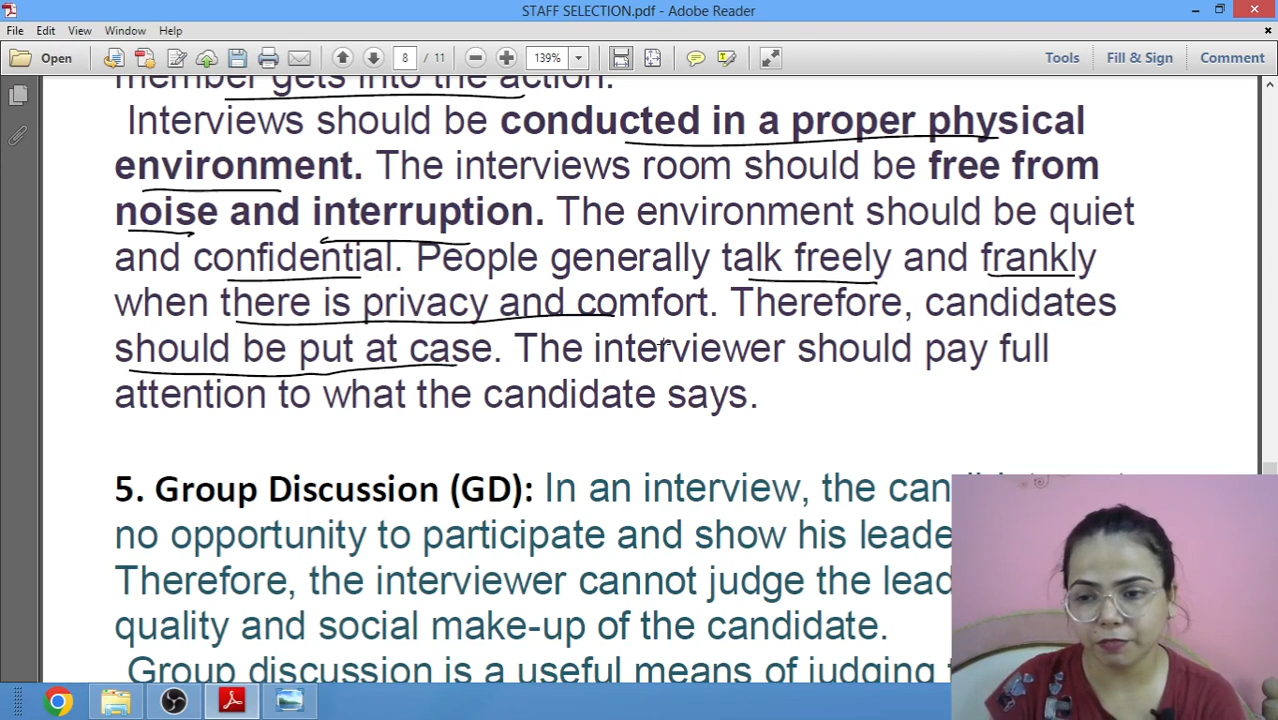 STAFF SELECTION.pdf - Adobe Reader
File Edit View Window Help
Open 8 / 11 139% Tools Fill & Sign Comment
member gets into the action.
Interviews should be conducted in a proper physical
environment. The interviews room should be free from
noise and interruption. The environment should be quiet
and confidential. People generally talk freely and frankly
when there is privacy and comfort. Therefore, candidates
should be put at case. The interviewer should pay full
attention to what the candidate says.
5. Group Discussion (GD): In an interview, the can
no opportunity to participate and show his leade
Therefore, the interviewer cannot judge the lead
quality and social make-up of the candidate.
Group discussion is a useful means of judging